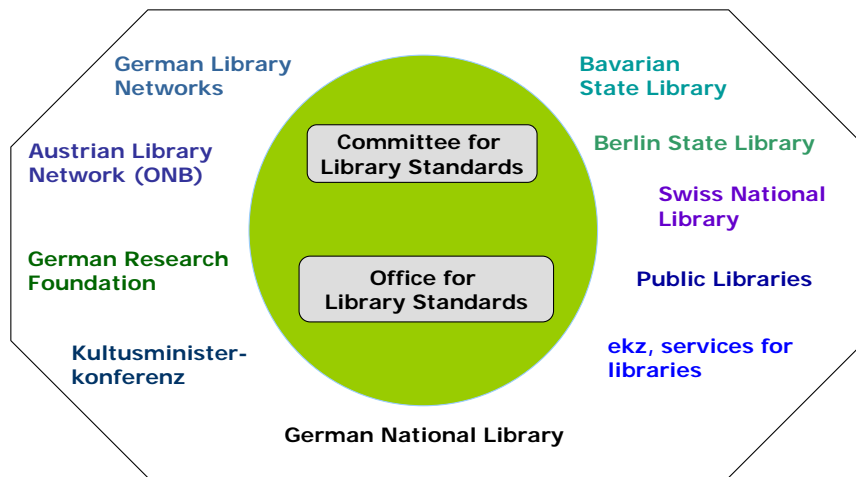 German Library
Networks
Austrian Library
Network (ONB)
German Research
Foundation
Kultusminister-
konferenz
Committee for
Library Standards
Office for
Library Standards
Bavarian
State Library
Berlin State Library
Swiss National
Library
Public Libraries
ekz, services for
libraries
German National Library